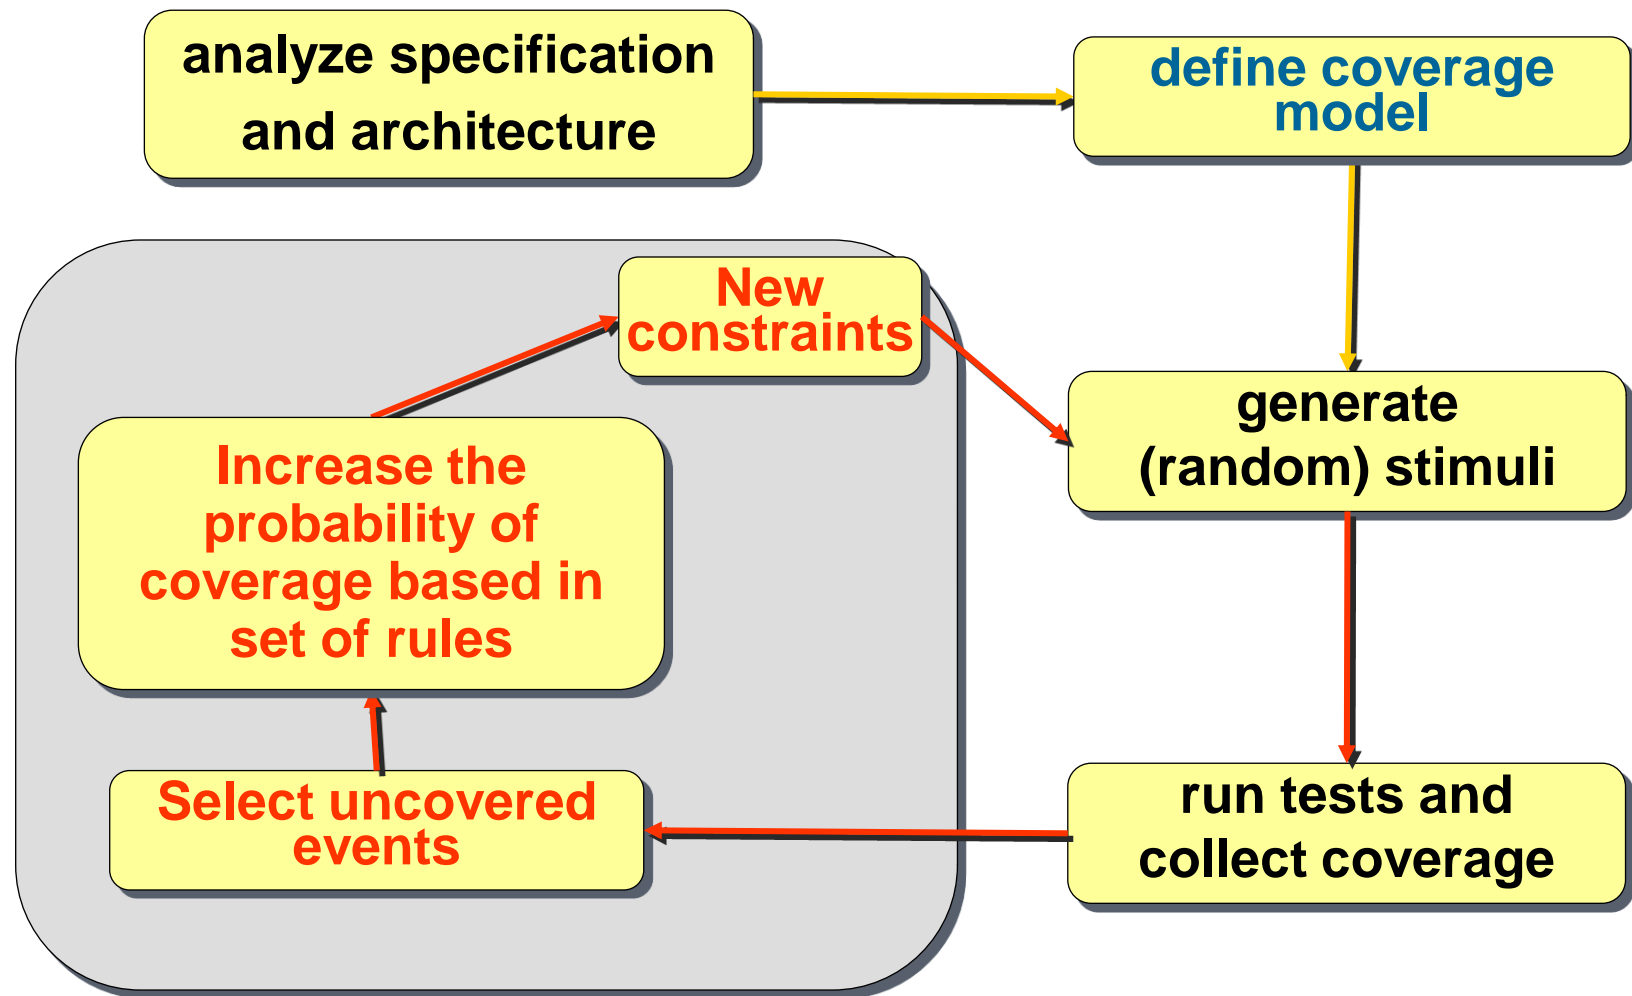 analyze specification
and architecture
define coverage
model
New
constraints
generate
(random) stimuli
Increase the
probability of
coverage based in
set of rules
Select uncovered
events
run tests and
collect coverage